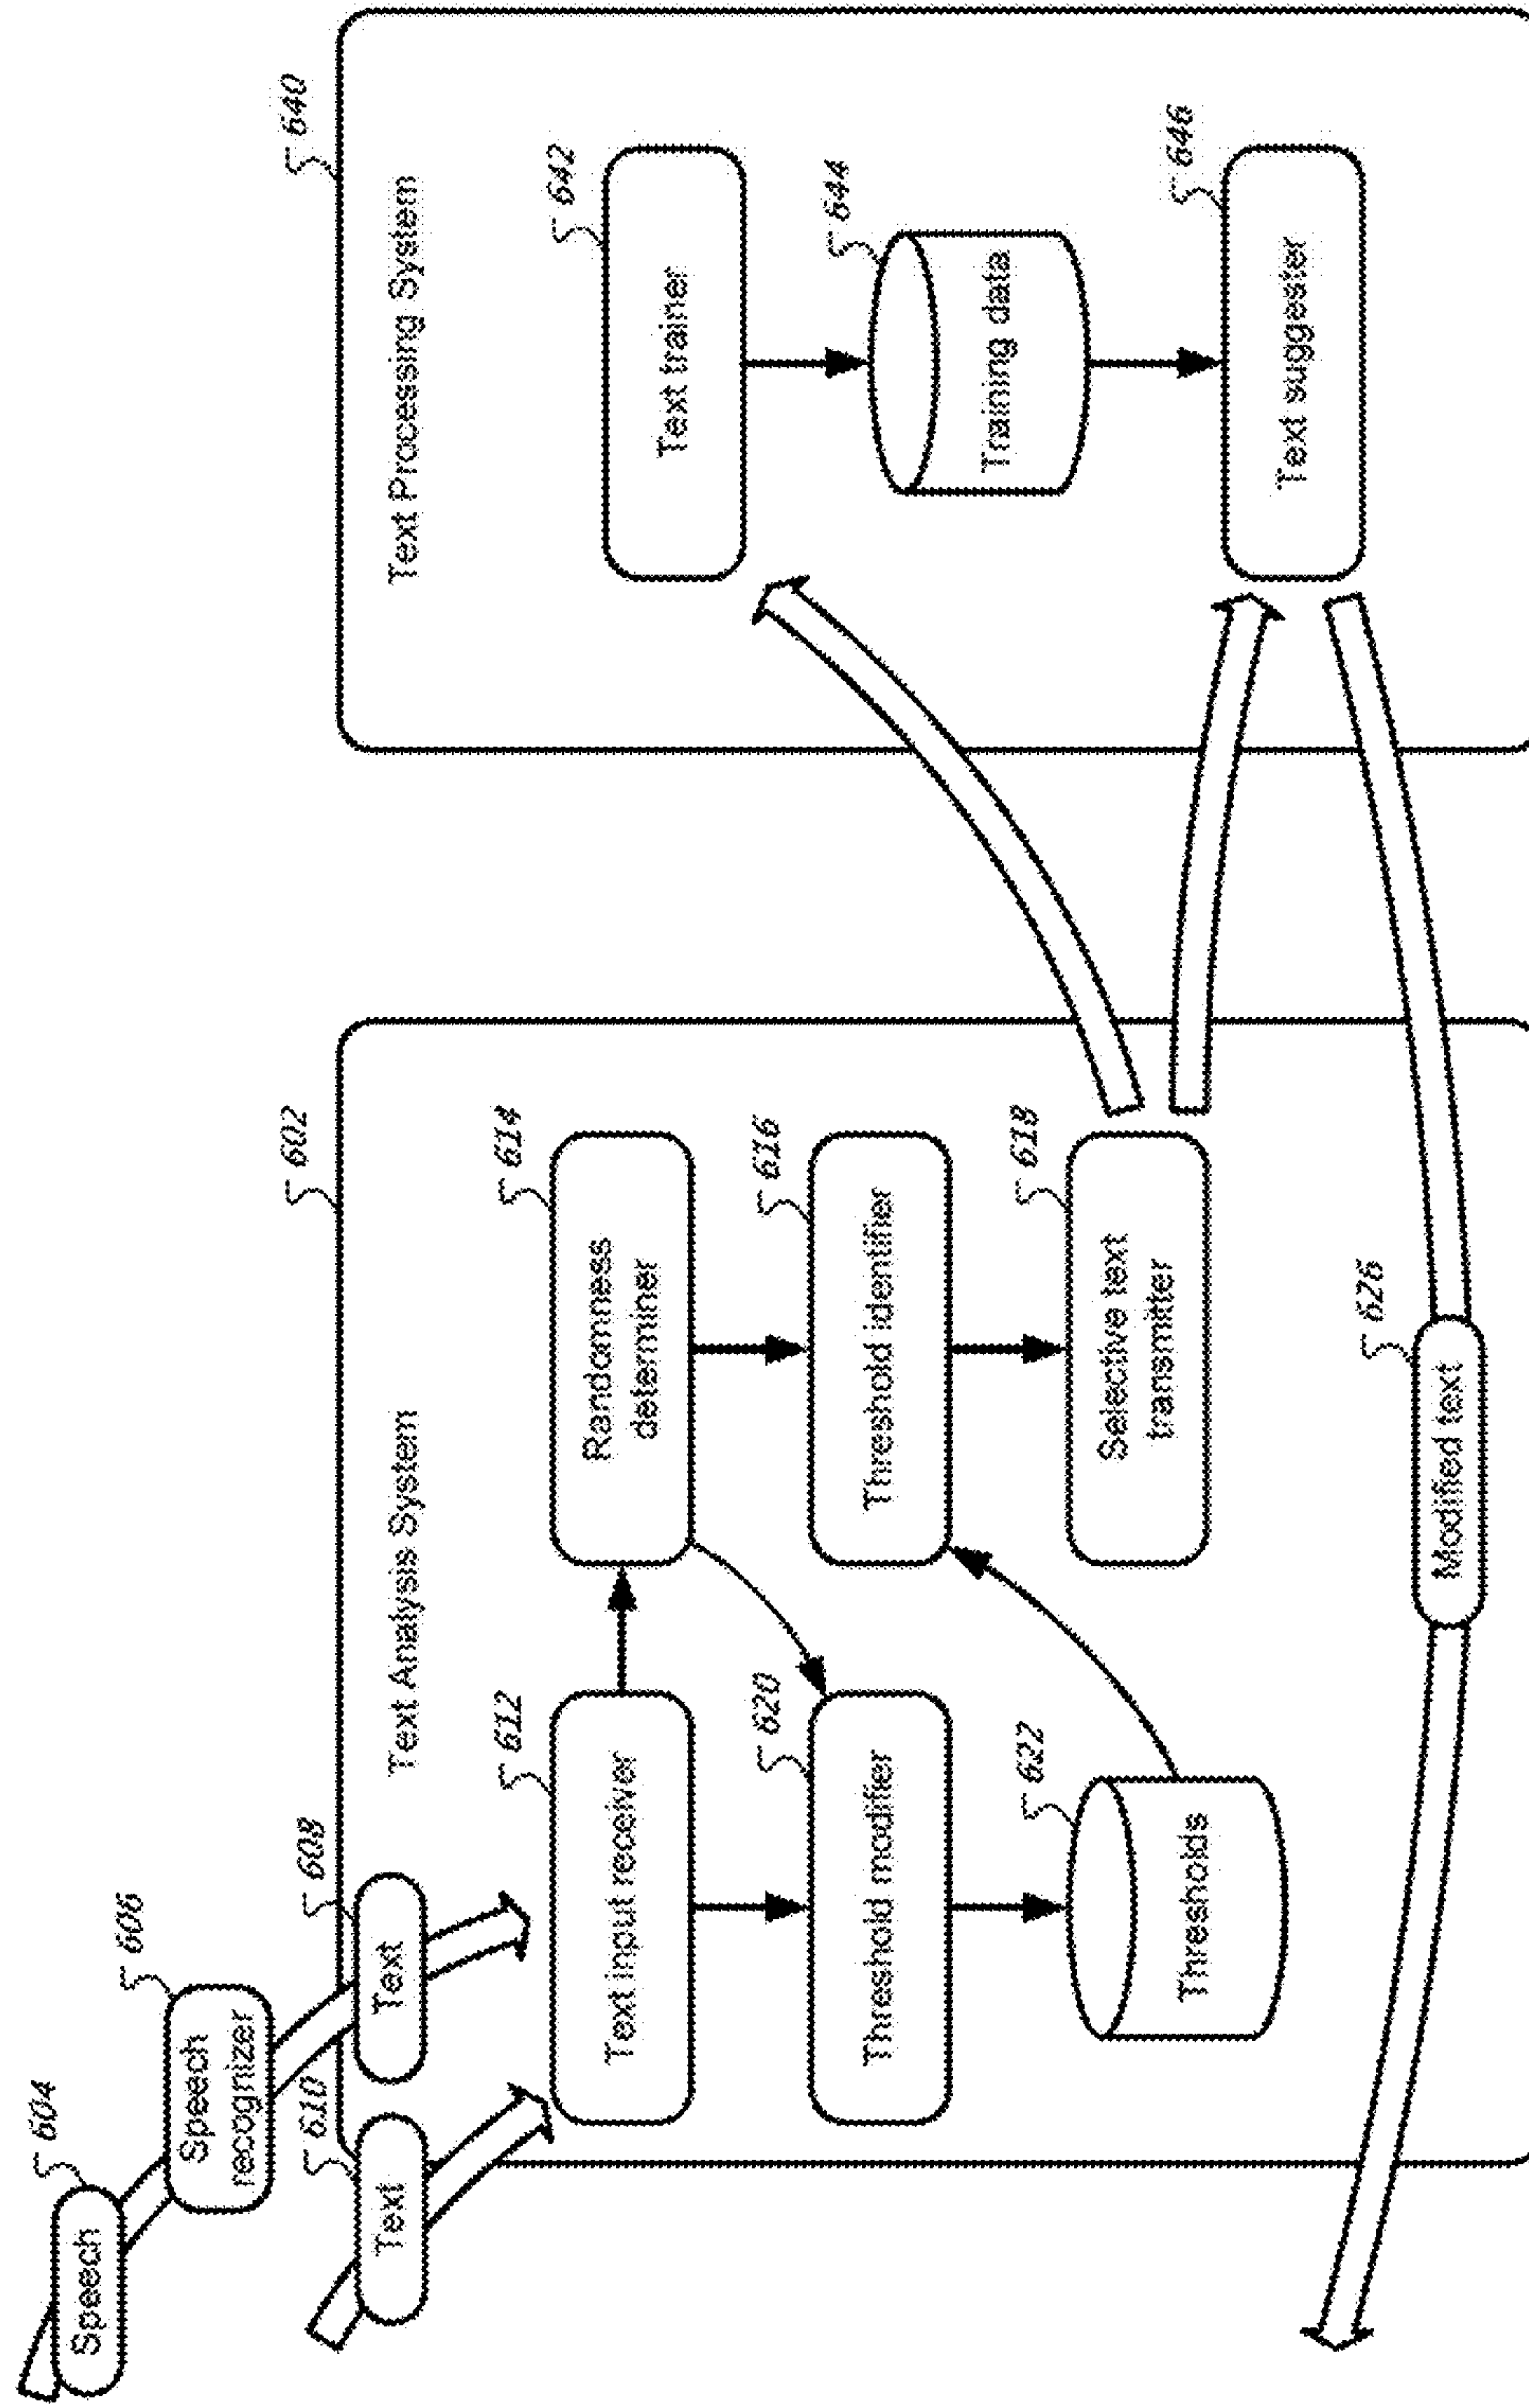 604
Speech
606
Speech
recognizer
608
Text
610
Text
602
Text Analysis System
612
Text input receiver
614
Randomness
determiner
620
Threshold modifier
616
Threshold identifier
622
Thresholds
618
Selective text
transmitter
626
Modified text
640
Text Processing System
642
Text trainer
644
Training data
646
Text suggester